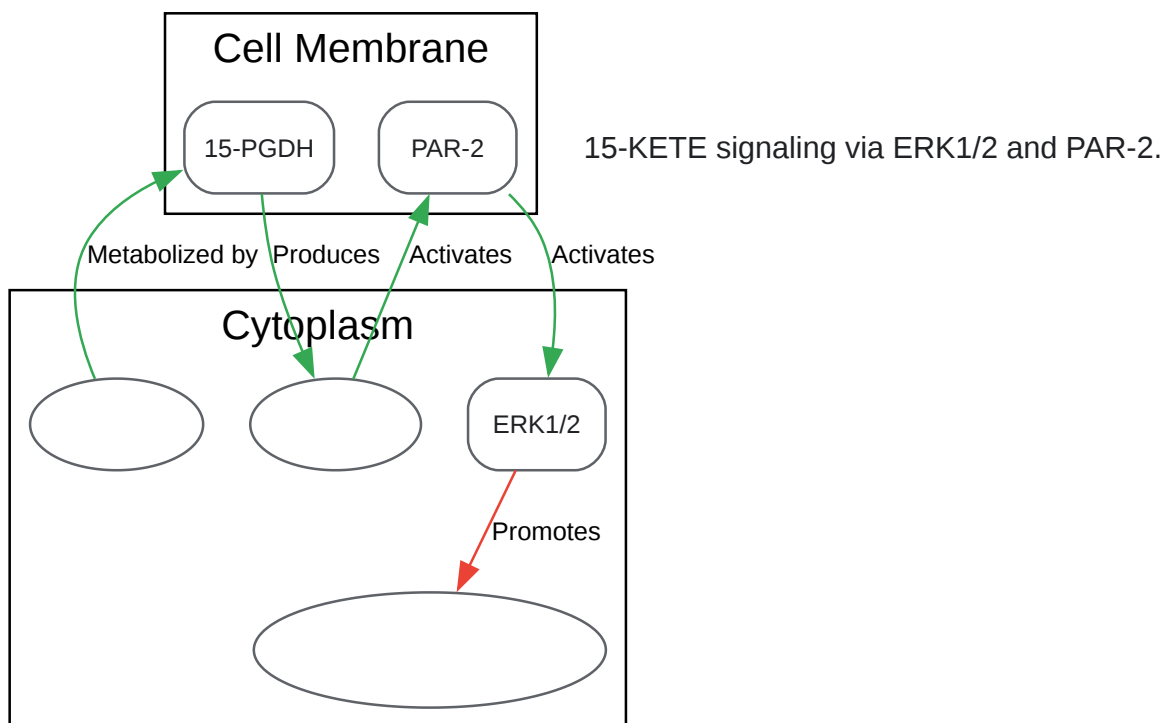 Cell Membrane
15-PGDH
PAR-2
15-KETE signaling via ERK1/2 and PAR-2.
Metabolized by
Produces
Activates
Activates
Cytoplasm
ERK1/2
Promotes